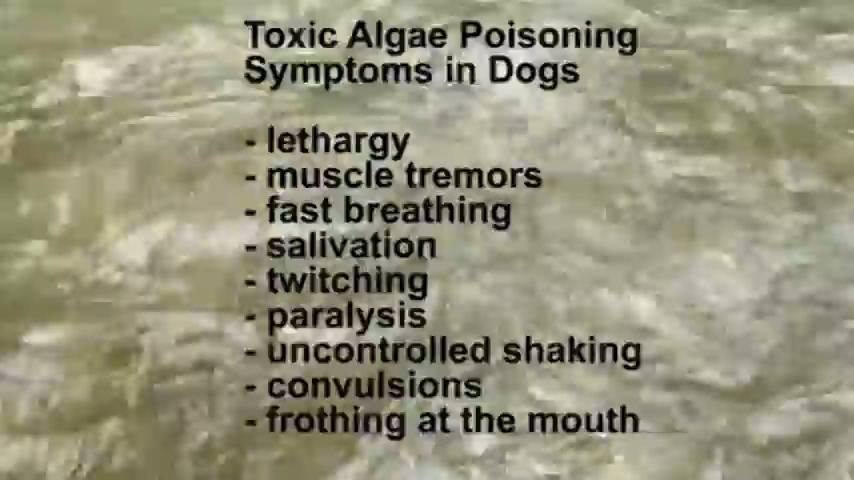 Toxic Algae Poisoning
Symptoms in Dogs
- lethargy
- muscle tremors
- fast breathing
- salivation
- twitching
- paralysis
- uncontrolled shaking
- convulsions
- frothing at the mouth